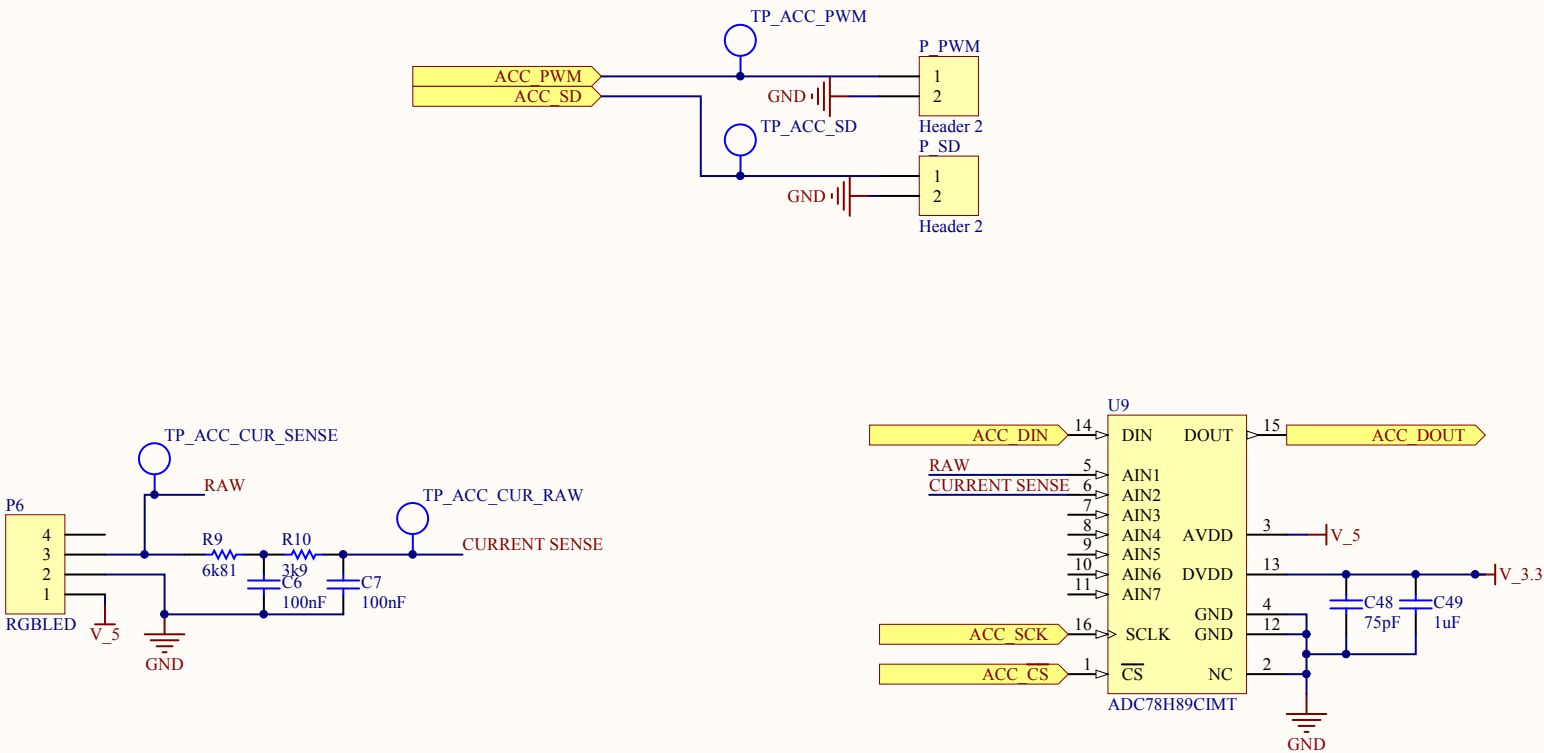 TP_ACC_PWM
P_PWM
ACC_PWM
1
ACC_SD
GND
2
TP_ACC_SD
Header 2
P_SD
1
GND
2
Header 2
TP_ACC_CUR_SENSE
RAW
TP_ACC_CUR_RAW
P6
4
3
2
1
RGBLED
V_5
GND
R9
6k81
R10
3k9
C6
100nF
C7
100nF
CURRENT SENSE
U9
ACC_DIN
14
DIN
DOUT
15
ACC_DOUT
RAW
5
AIN1
CURRENT SENSE
6
AIN2
7
AIN3
8
AIN4
AVDD
3
V_5
9
AIN5
10
AIN6
DVDD
13
V_3.3
11
AIN7
C48
75pF
C49
1uF
GND
4
ACC_SCK
16
SCLK
GND
12
ACC_CS
1
CS
NC
2
ADC78H89CIMT
GND